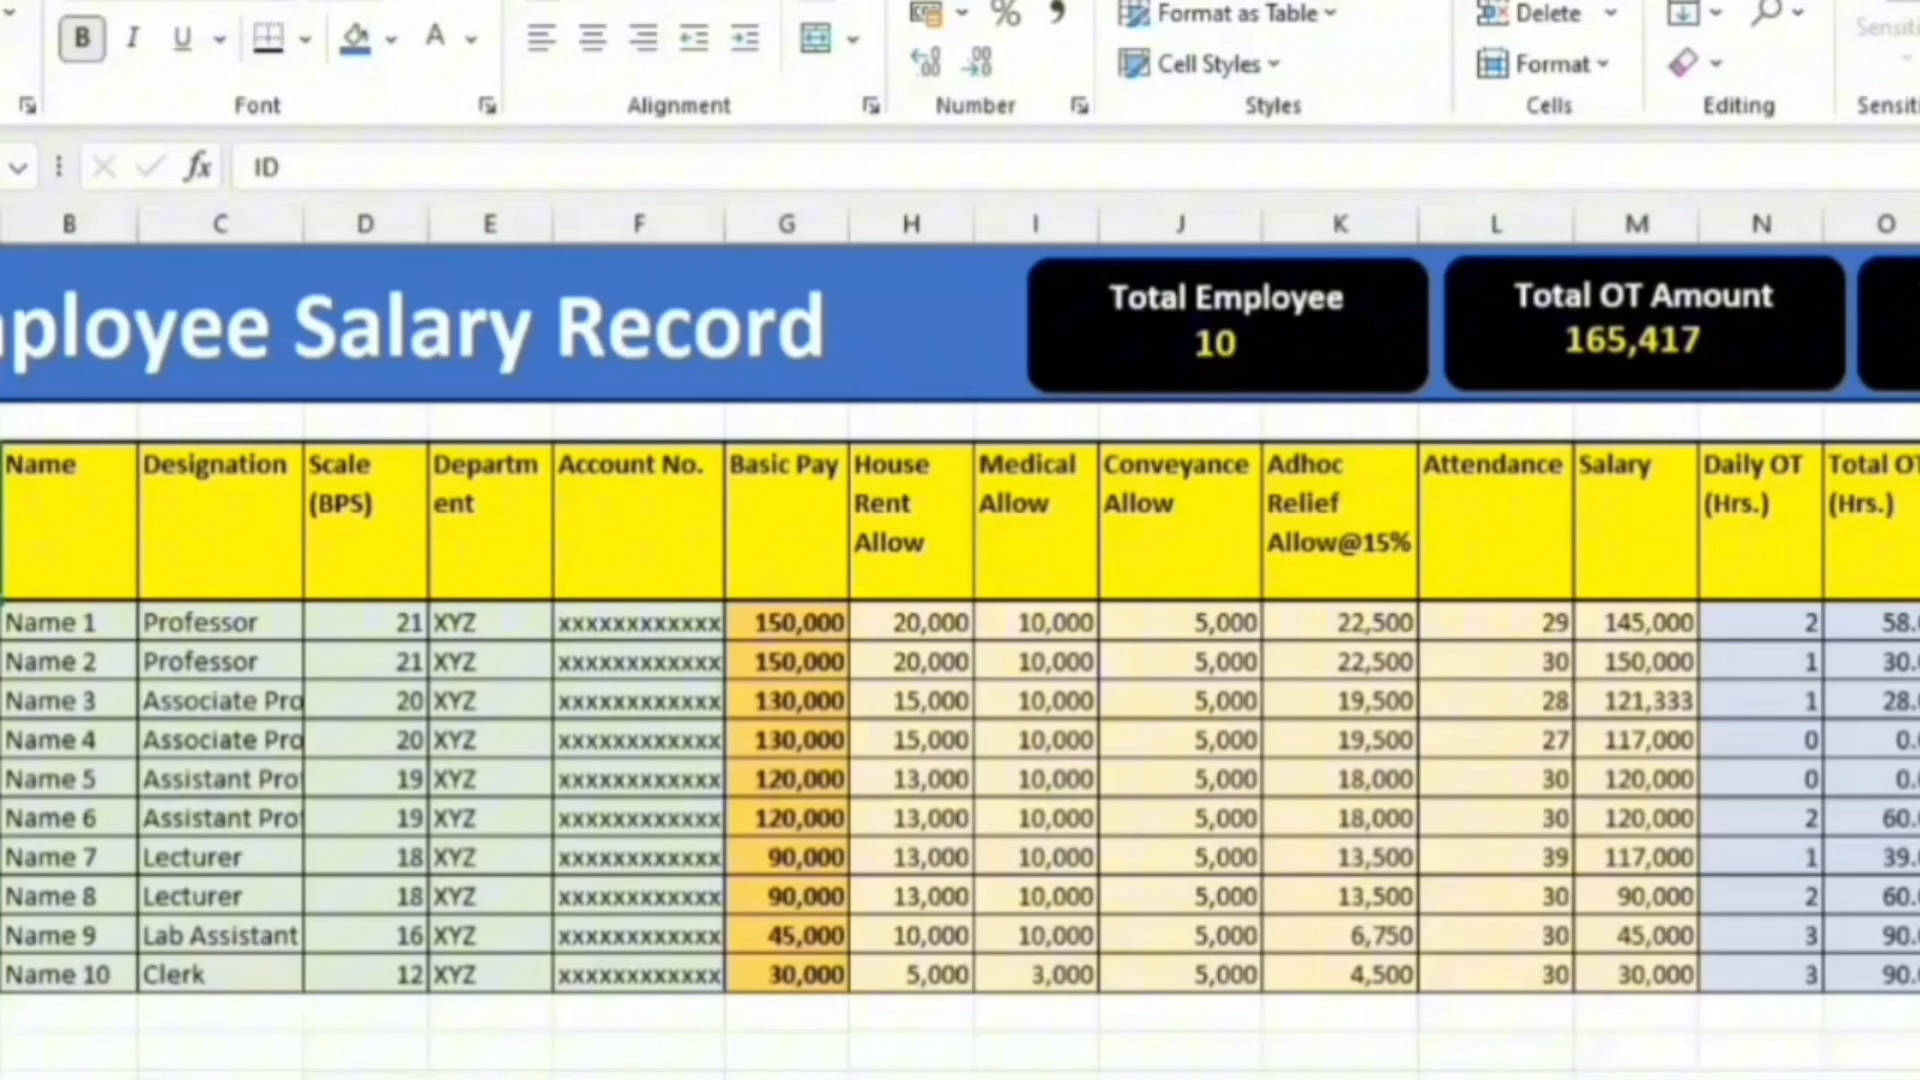 % ,
Format as Table
Delete
B I U A
Cell Styles
Format
Font Alignment Number Styles Cells Editing
fx ID
B C D E F G H I J K L M N O
ployee Salary Record
Total Employee
10
Total OT Amount
165,417
Name Designation Scale (BPS) Departm ent Account No. Basic Pay House Rent Allow Medical Allow Conveyance Allow Adhoc Relief Allow@15% Attendance Salary Daily OT (Hrs.) Total OT (Hrs.)
Name 1 Professor 21 XYZ xxxxxxxxxxxx 150,000 20,000 10,000 5,000 22,500 29 145,000 2 58.
Name 2 Professor 21 XYZ xxxxxxxxxxxx 150,000 20,000 10,000 5,000 22,500 30 150,000 1 30.
Name 3 Associate Pro 20 XYZ xxxxxxxxxxxx 130,000 15,000 10,000 5,000 19,500 28 121,333 1 28.
Name 4 Associate Pro 20 XYZ xxxxxxxxxxxx 130,000 15,000 10,000 5,000 19,500 27 117,000 0 0.
Name 5 Assistant Pro 19 XYZ xxxxxxxxxxxx 120,000 13,000 10,000 5,000 18,000 30 120,000 0 0.
Name 6 Assistant Pro 19 XYZ xxxxxxxxxxxx 120,000 13,000 10,000 5,000 18,000 30 120,000 2 60.
Name 7 Lecturer 18 XYZ xxxxxxxxxxxx 90,000 13,000 10,000 5,000 13,500 39 117,000 1 39.
Name 8 Lecturer 18 XYZ xxxxxxxxxxxx 90,000 13,000 10,000 5,000 13,500 30 90,000 2 60.
Name 9 Lab Assistant 16 XYZ xxxxxxxxxxxx 45,000 10,000 10,000 5,000 6,750 30 45,000 3 90.
Name 10 Clerk 12 XYZ xxxxxxxxxxxx 30,000 5,000 3,000 5,000 4,500 30 30,000 3 90.